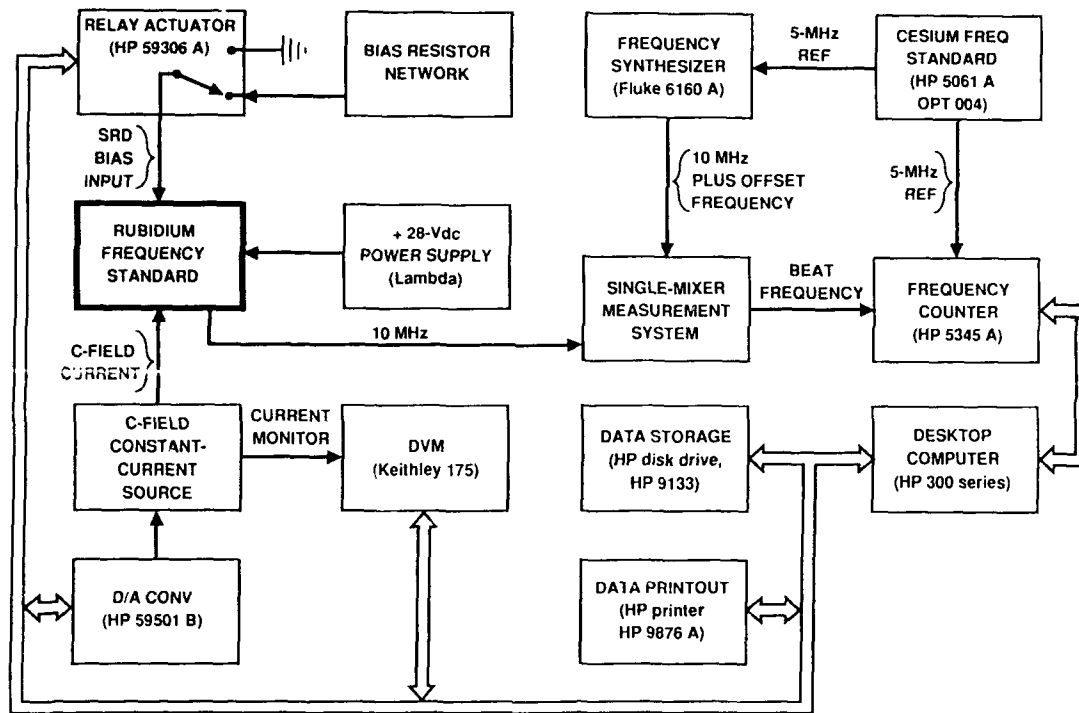 RELAY ACTUATOR
(HP 59306 A)
BIAS RESISTOR
NETWORK
FREQUENCY
SYNTHESIZER
(Fluke 6160 A)
5-MHz
REF
CESIUM FREQ
STANDARD
(HP 5061 A
OPT 004)
SRD
BIAS
INPUT
10 MHz
PLUS OFFSET
FREQUENCY
5-MHz
REF
RUBIDIUM
FREQUENCY
STANDARD
+ 28-Vdc
POWER SUPPLY
(Lambda)
SINGLE-MIXER
MEASUREMENT
SYSTEM
BEAT
FREQUENCY
FREQUENCY
COUNTER
(HP 5345 A)
10 MHz
C-FIELD
CURRENT
C-FIELD
CONSTANT-
CURRENT
SOURCE
CURRENT
MONITOR
DVM
(Keithley 175)
DATA STORAGE
(HP disk drive,
HP 9133)
DESKTOP
COMPUTER
(HP 300 series)
D/A CONV
(HP 59501 B)
DATA PRINTOUT
(HP printer
HP 9876 A)